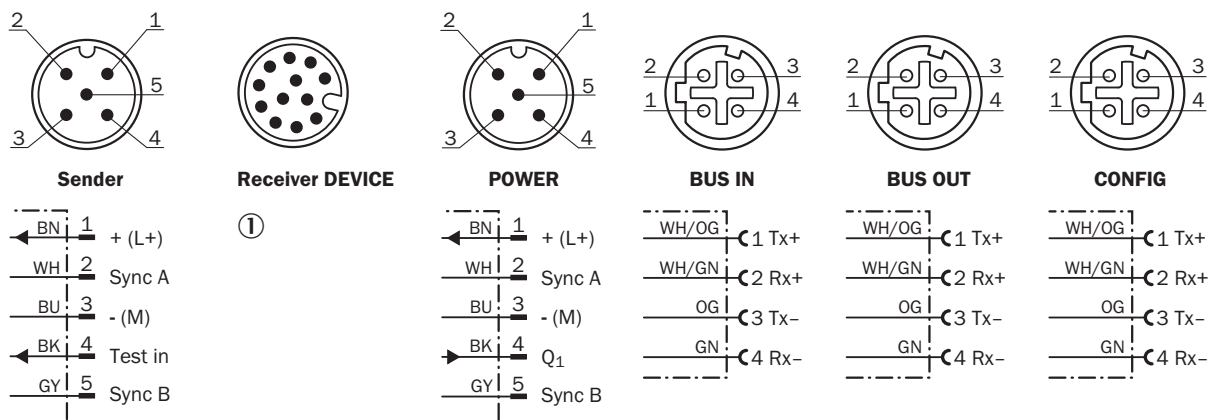 2 1
5
3 4
Sender
BN 1 + (L+)
WH 2 Sync A
BU 3 - (M)
BK 4 Test in
GY 5 Sync B
Receiver DEVICE
①
2 1
5
3 4
POWER
BN 1 + (L+)
WH 2 Sync A
BU 3 - (M)
BK 4 Q₁
GY 5 Sync B
2 3
1 4
BUS IN
WH/OG 1 Tx+
WH/GN 2 Rx+
OG 3 Tx–
GN 4 Rx–
2 3
1 4
BUS OUT
WH/OG 1 Tx+
WH/GN 2 Rx+
OG 3 Tx–
GN 4 Rx–
2 3
1 4
CONFIG
WH/OG 1 Tx+
WH/GN 2 Rx+
OG 3 Tx–
GN 4 Rx–